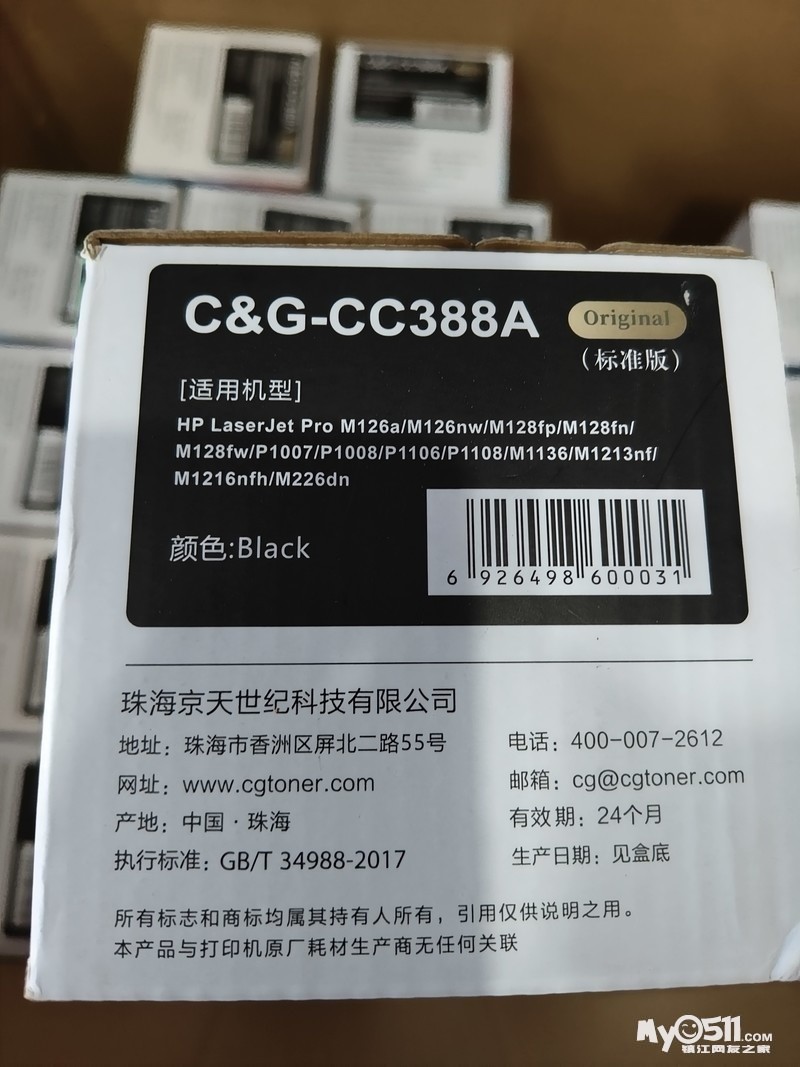 C&G-CC388A
Original
（标准版）
[适用机型]
HP LaserJet Pro M126a/M126nw/M128fp/M128fn/
M128fw/P1007/P1008/P1106/P1108/M1136/M1213nf/
M1216nfh/M226dn
颜色:Black
6 926498 600031
珠海京天世纪科技有限公司
地址：珠海市香洲区屏北二路55号
电话：400-007-2612
网址：www.cgtoner.com
邮箱：cg@cgtoner.com
产地：中国·珠海
有效期：24个月
执行标准：GB/T 34988-2017
生产日期：见盒底
所有标志和商标均属其持有人所有，引用仅供说明之用。
本产品与打印机原厂耗材生产商无任何关联
My0511.COM
镇江网友之家